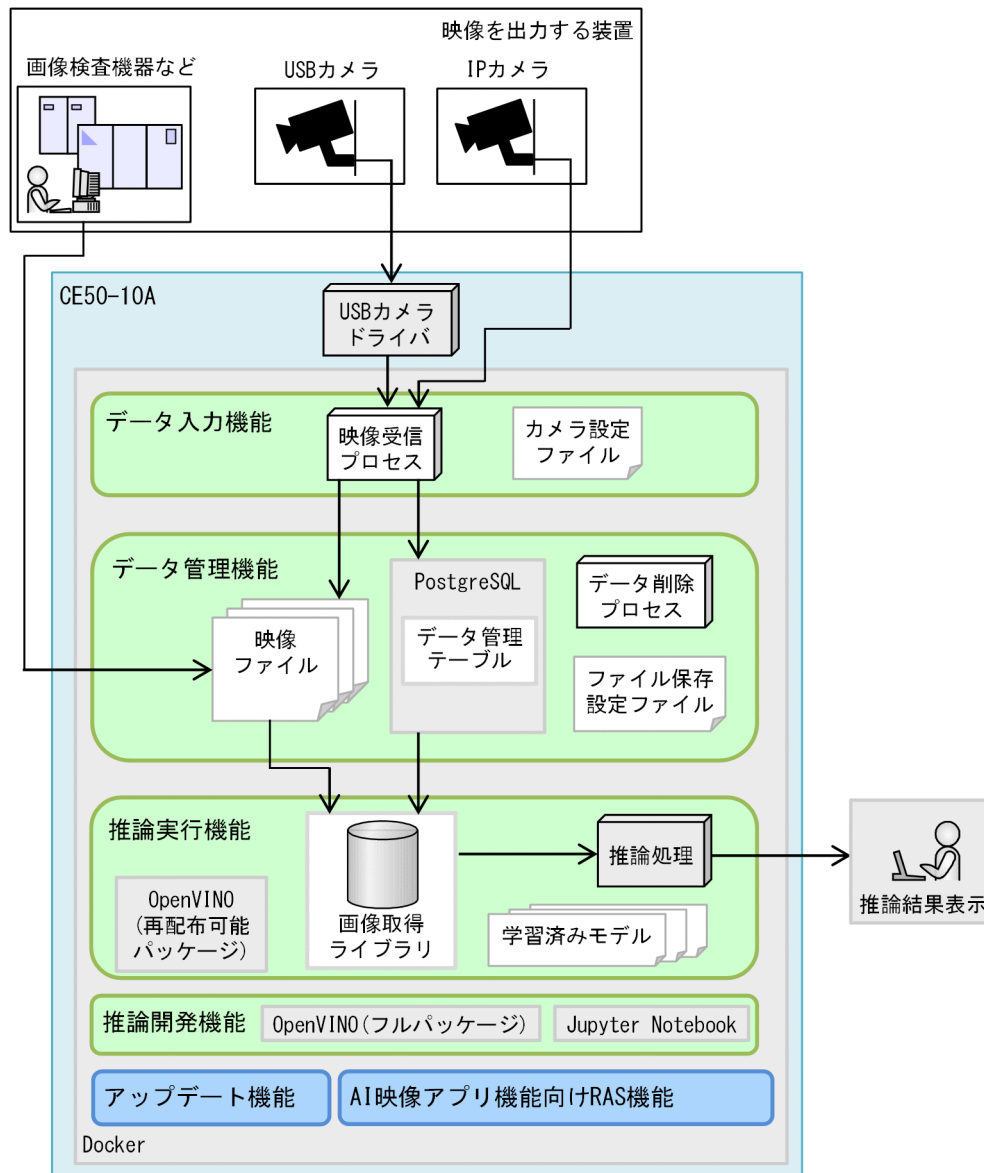 映像を出力する装置
画像検査機器など
USBカメラ
IPカメラ
CE50-10A
USBカメラ
ドライバ
データ入力機能
映像受信
プロセス
カメラ設定
ファイル
データ管理機能
映像
ファイル
PostgreSQL
データ管理
テーブル
データ削除
プロセス
ファイル保存
設定ファイル
推論実行機能
OpenVINO
(再配布可能
パッケージ)
画像取得
ライブラリ
推論処理
学習済みモデル
推論結果表示
推論開発機能
OpenVINO(フルパッケージ)
Jupyter Notebook
アップデート機能
AI映像アプリ機能向けRAS機能
Docker